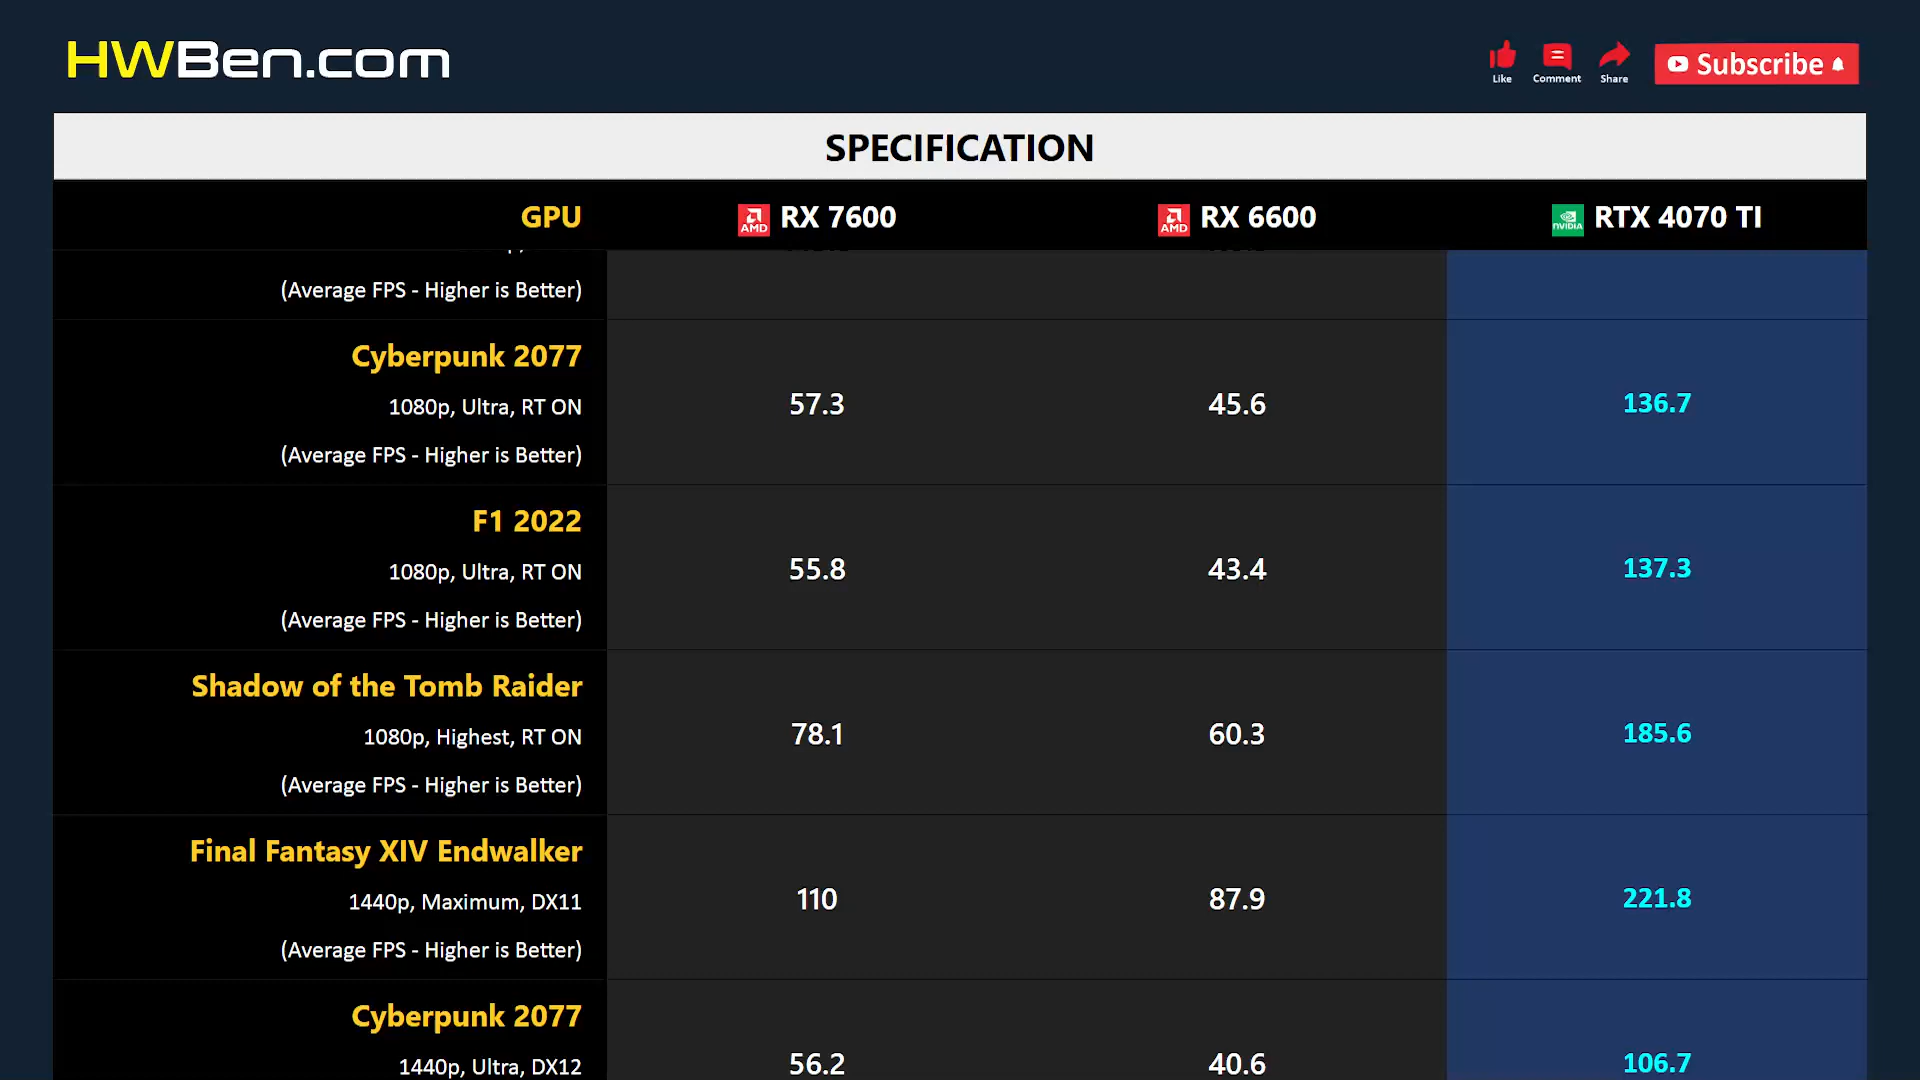 HWBen.com
Like
Comment
Share
Subscribe
SPECIFICATION
GPU
AMD RX 7600
AMD RX 6600
NVIDIA RTX 4070 TI
(Average FPS - Higher is Better)
Cyberpunk 2077
1080p, Ultra, RT ON
(Average FPS - Higher is Better)
57.3
45.6
136.7
F1 2022
1080p, Ultra, RT ON
(Average FPS - Higher is Better)
55.8
43.4
137.3
Shadow of the Tomb Raider
1080p, Highest, RT ON
(Average FPS - Higher is Better)
78.1
60.3
185.6
Final Fantasy XIV Endwalker
1440p, Maximum, DX11
(Average FPS - Higher is Better)
110
87.9
221.8
Cyberpunk 2077
1440p, Ultra, DX12
56.2
40.6
106.7